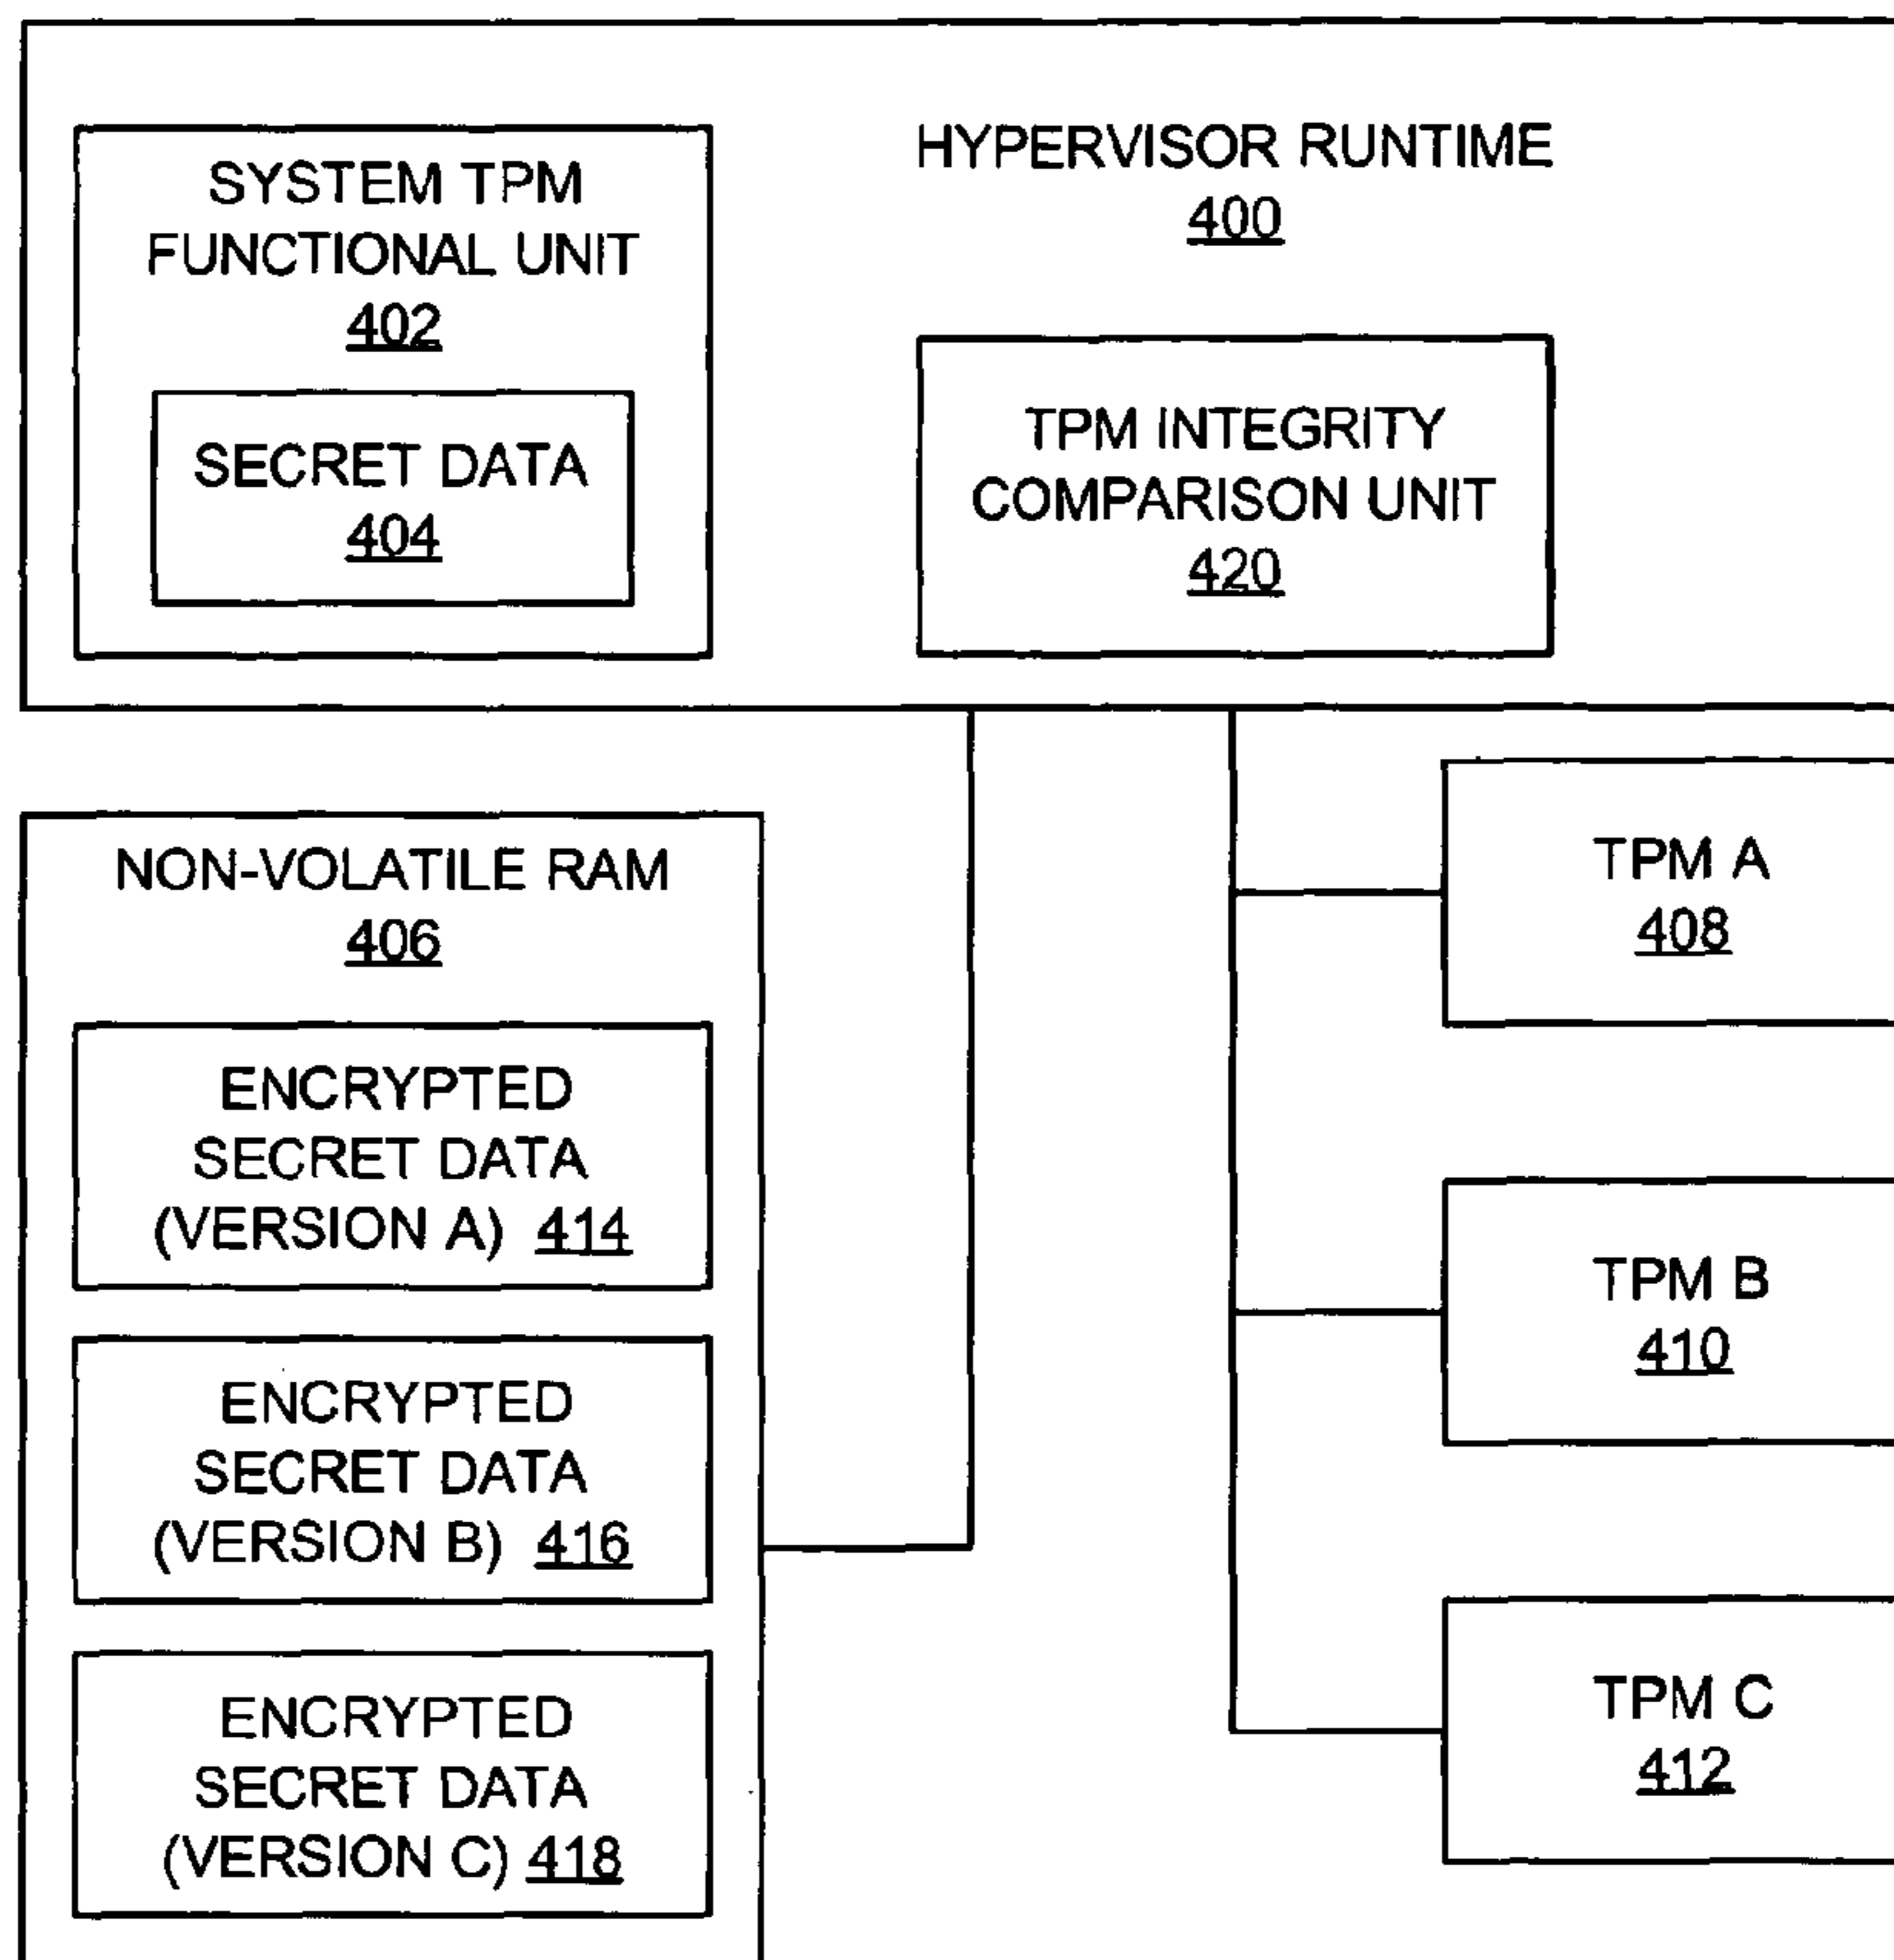 SYSTEM TPM
FUNCTIONAL UNIT
402
SECRET DATA
404
HYPERVISOR RUNTIME
400
TPM INTEGRITY
COMPARISON UNIT
420
NON-VOLATILE RAM
406
ENCRYPTED
SECRET DATA
(VERSION A) 414
ENCRYPTED
SECRET DATA
(VERSION B) 416
ENCRYPTED
SECRET DATA
(VERSION C) 418
TPM A
408
TPM B
410
TPM C
412